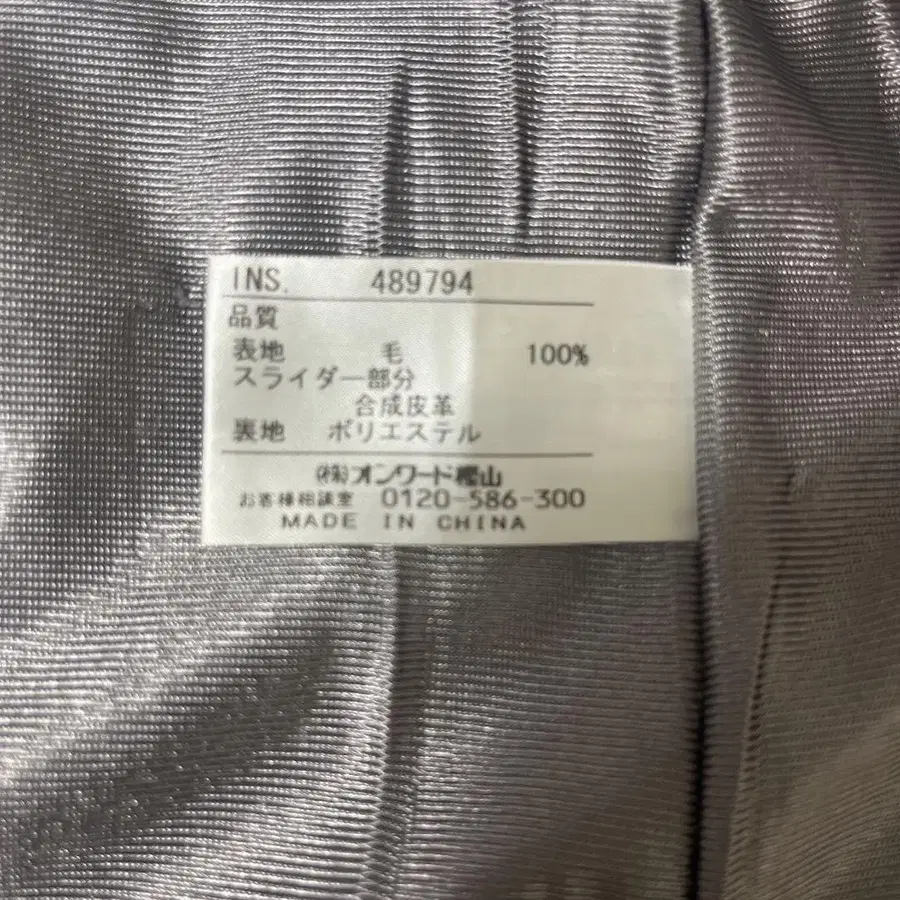 INS. 489794
品質
表地 毛 100%
スライダー部分
合成皮革
裏地 ポリエステル
㈱オンワード樫山
お客様相談室 0120-586-300
MADE IN CHINA